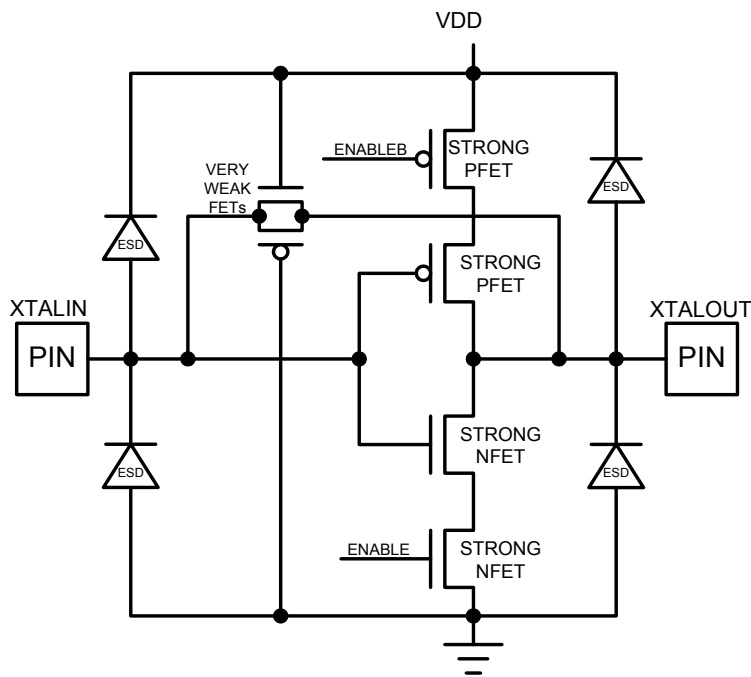 VDD
ENABLEB
STRONG
PFET
VERY
WEAK
FETs
ESD
ESD
STRONG
PFET
XTALIN
PIN
XTALOUT
PIN
STRONG
NFET
ESD
ESD
ENABLE
STRONG
NFET